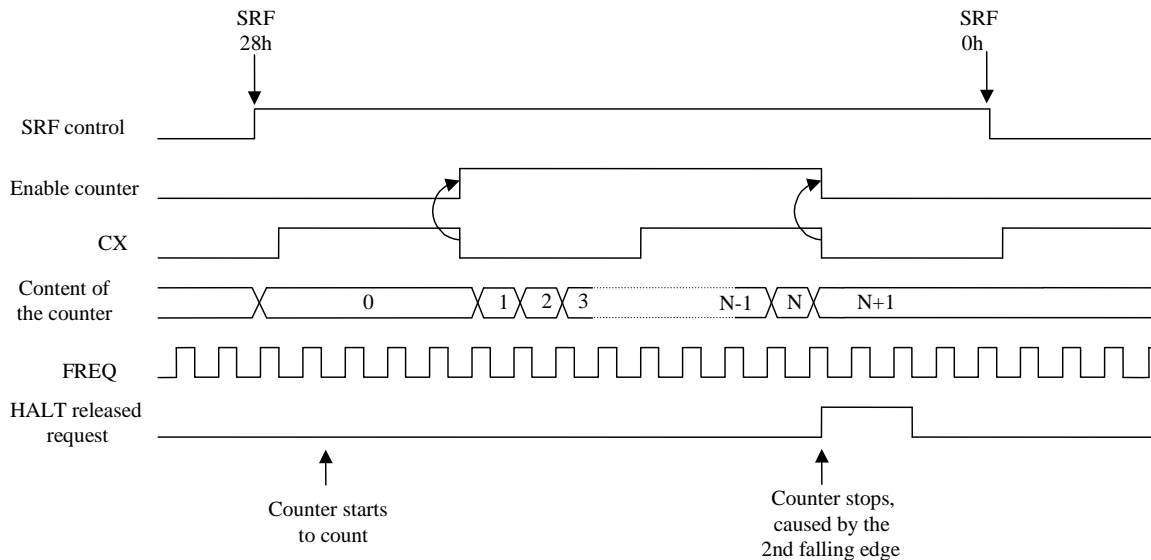 SRF
28h
SRF
0h
SRF control
Enable counter
CX
Content of
the counter
0
1
2
3
N-1
N
N+1
FREQ
HALT released
request
Counter starts
to count
Counter stops,
caused by the
2nd falling edge